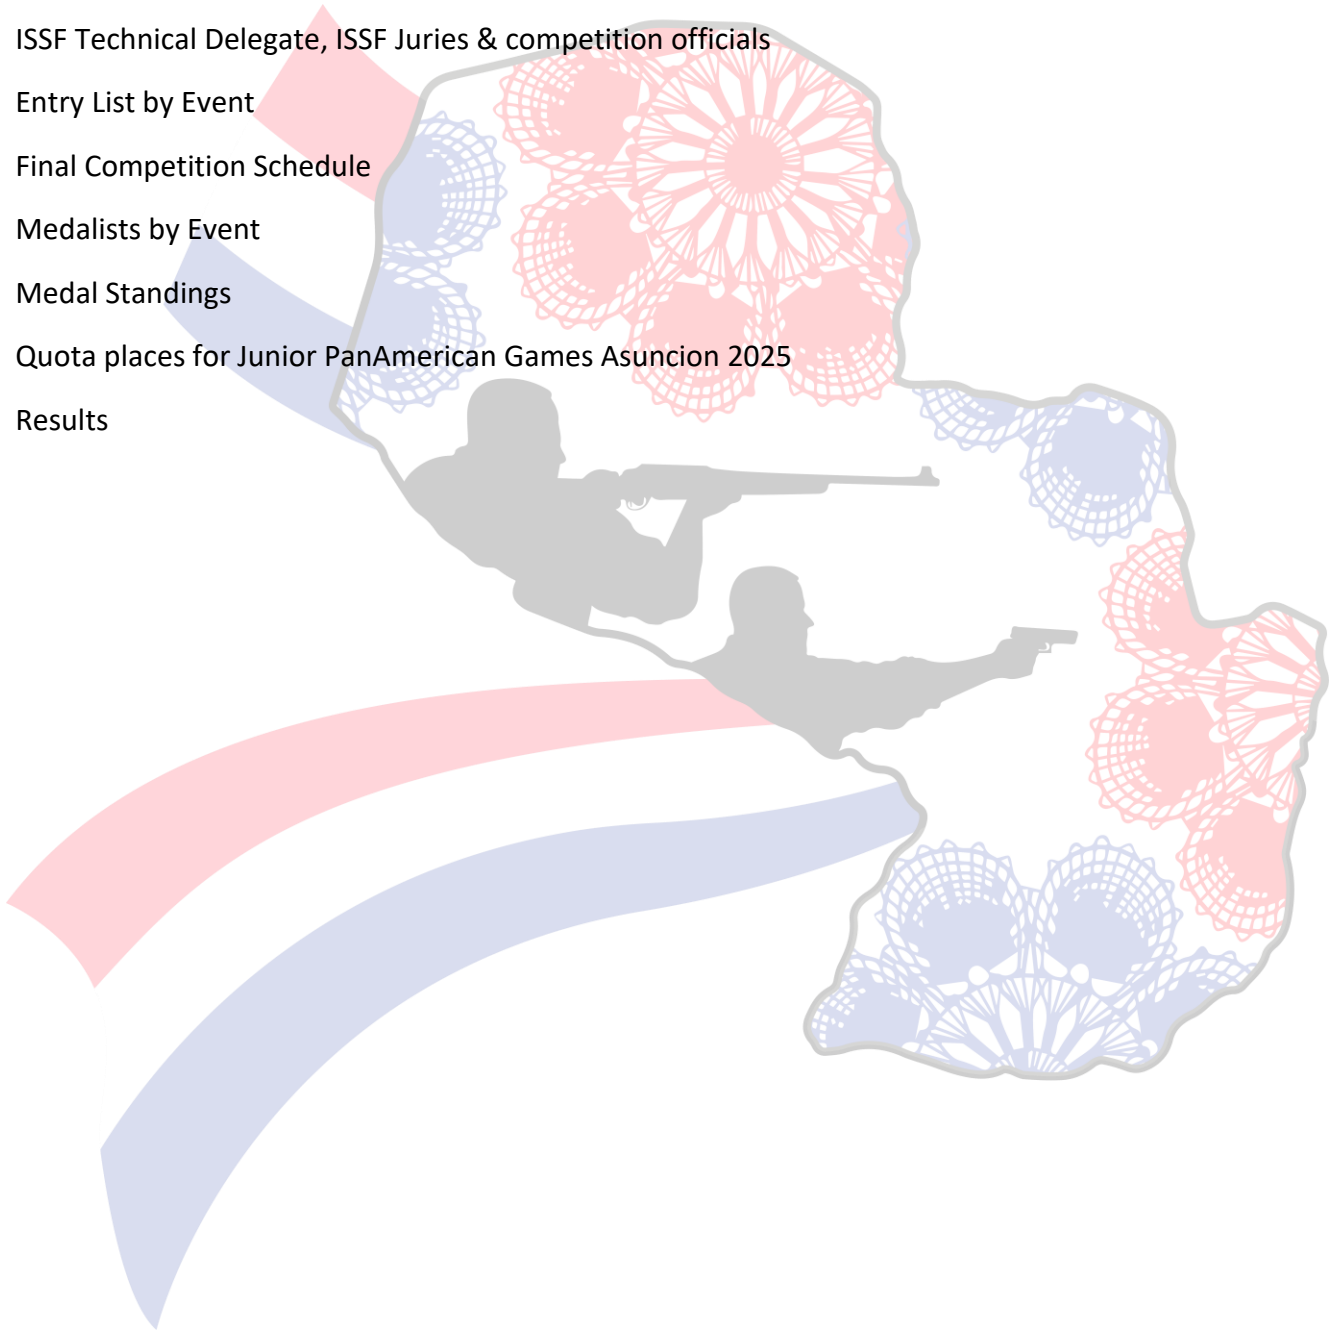 ISSF Technical Delegate, ISSF Juries & competition officials
Entry List by Event
Final Competition Schedule
Medalists by Event
Medal Standings
Quota places for Junior PanAmerican Games Asuncion 2025
Results